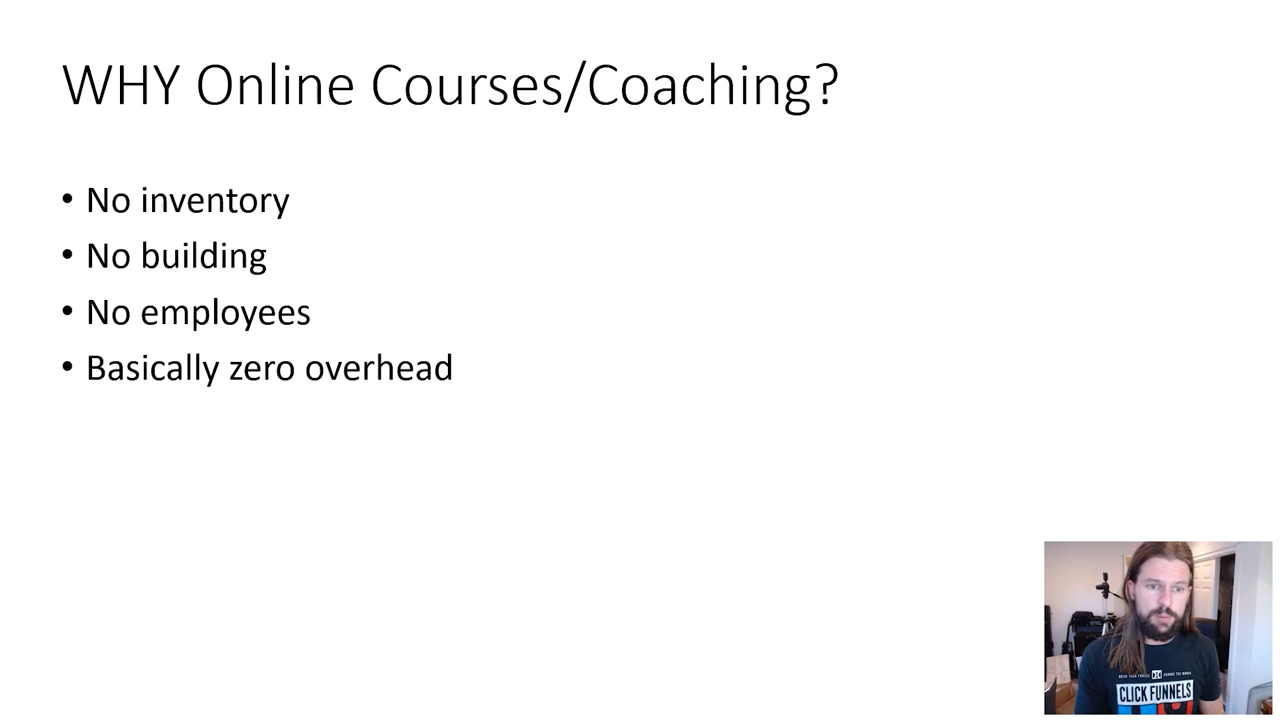 WHY Online Courses/Coaching?
• No inventory
• No building
• No employees
• Basically zero overhead
CLICK FUNNELS